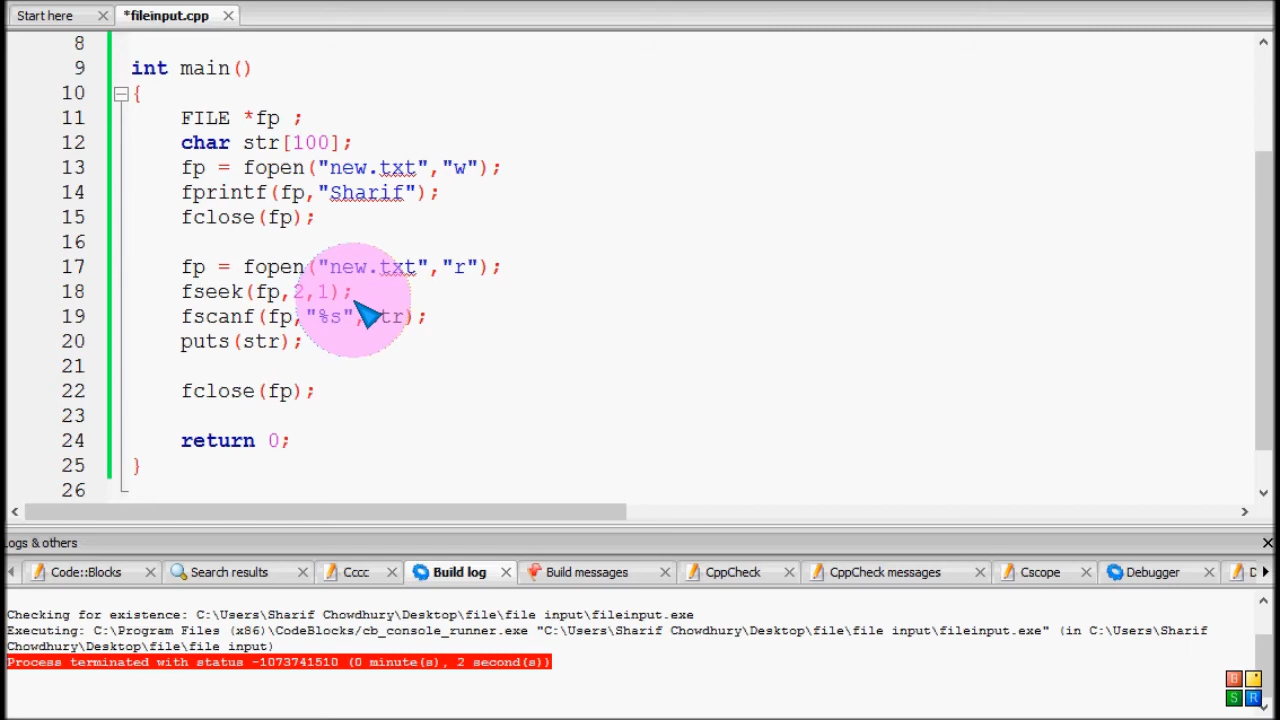 Start here
*fileinput.cpp
8
9 int main()
10 {
11 FILE *fp ;
12 char str[100];
13 fp = fopen("new.txt","w");
14 fprintf(fp,"Sharif");
15 fclose(fp);
16
17 fp = fopen("new.txt","r");
18 fseek(fp,2,1);
19 fscanf(fp,"%s", tr);
20 puts(str);
21
22 fclose(fp);
23
24 return 0;
25 }
26
Logs & others
Code::Blocks
Search results
Cccc
Build log
Build messages
CppCheck
CppCheck messages
Cscope
Debugger
D
Checking for existence: C:\Users\Sharif Chowdhury\Desktop\file\file input\fileinput.exe
Executing: C:\Program Files (x86)\CodeBlocks/cb_console_runner.exe "C:\Users\Sharif Chowdhury\Desktop\file\file input\fileinput.exe" (in C:\Users\Sharif
Chowdhury\Desktop\file\file input)
Process terminated with status -1073741510 (0 minute(s), 2 second(s))
S R